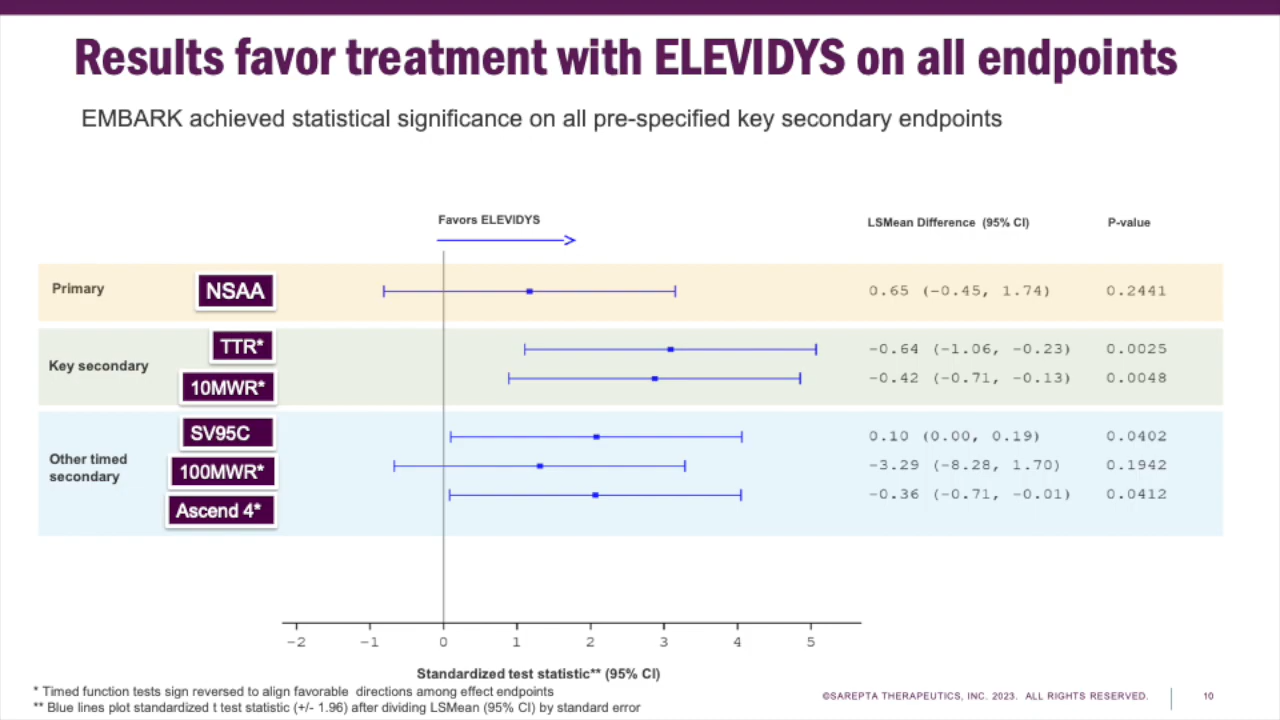 Results favor treatment with ELEVIDYS on all endpoints
EMBARK achieved statistical significance on all pre-specified key secondary endpoints
Favors ELEVIDYS
LSMean Difference (95% CI)
P-value
Primary
NSAA
0.65 (−0.45, 1.74)
0.2441
Key secondary
TTR*
−0.64 (−1.06, −0.23)
0.0025
10MWR*
−0.42 (−0.71, −0.13)
0.0048
Other timed
secondary
SV95C
0.10 (0.00, 0.19)
0.0402
100MWR*
−3.29 (−8.28, 1.70)
0.1942
Ascend 4*
−0.36 (−0.71, −0.01)
0.0412
−2 −1 0 1 2 3 4 5
Standardized test statistic** (95% CI)
* Timed function tests sign reversed to align favorable directions among effect endpoints
** Blue lines plot standardized t test statistic (+/- 1.96) after dividing LSMean (95% CI) by standard error
©SAREPTA THERAPEUTICS, INC. 2023. ALL RIGHTS RESERVED.
10